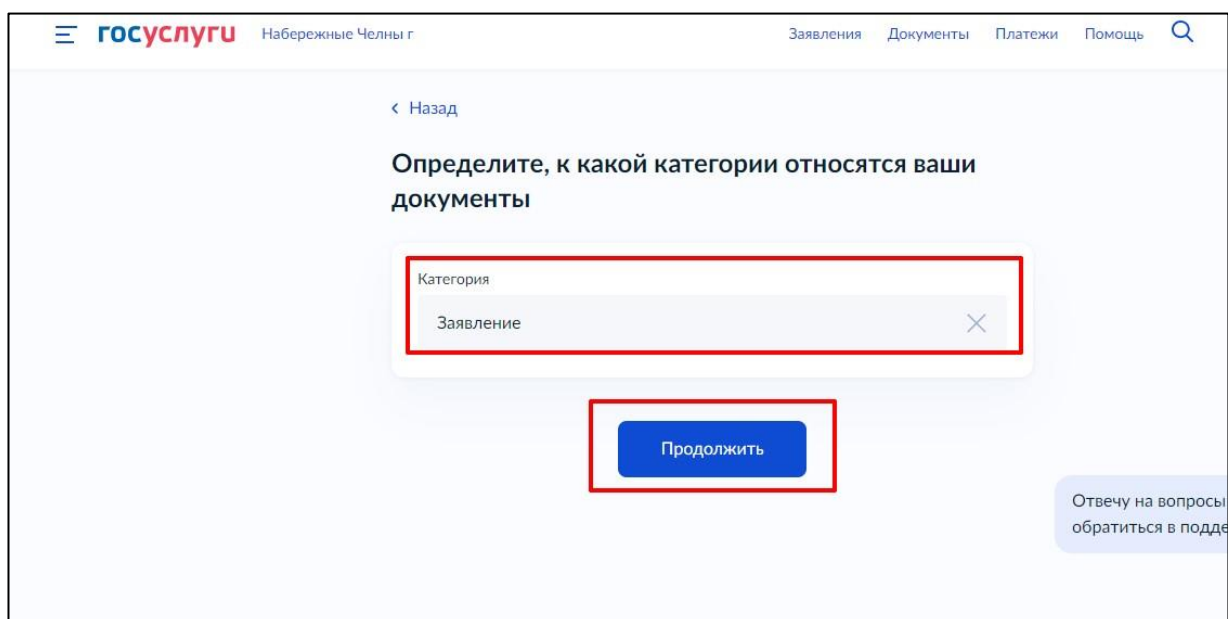 госуслуги Набережные Челны г Заявления Документы Платежи Помощь
Назад
Определите, к какой категории относятся ваши
документы
Категория
Заявление
Продолжить
Отвечу на вопросы
обратиться в